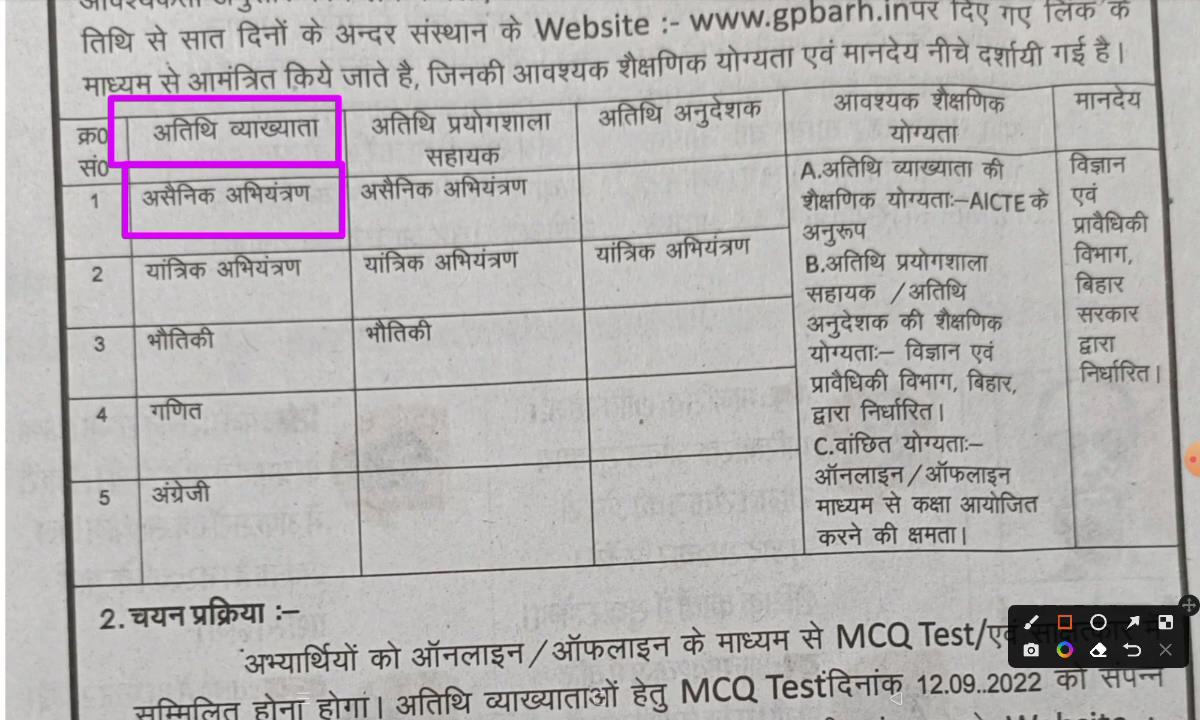 तिथि से सात दिनों के अन्दर संस्थान के Website :- www.gpbarh.inपर दिए गए लिंक के
माध्यम से आमंत्रित किये जाते है, जिनकी आवश्यक शैक्षणिक योग्यता एवं मानदेय नीचे दर्शायी गई है।
क्र0
सं0
अतिथि व्याख्याता
अतिथि प्रयोगशाला
सहायक
अतिथि अनुदेशक
आवश्यक शैक्षणिक
योग्यता
मानदेय
1
असैनिक अभियंत्रण
असैनिक अभियंत्रण
2
यांत्रिक अभियंत्रण
यांत्रिक अभियंत्रण
यांत्रिक अभियंत्रण
3
भौतिकी
भौतिकी
4
गणित
5
अंग्रेजी
A.अतिथि व्याख्याता की
शैक्षणिक योग्यताः–AICTE के
अनुरूप
B.अतिथि प्रयोगशाला
सहायक /अतिथि
अनुदेशक की शैक्षणिक
योग्यताः– विज्ञान एवं
प्रावैधिकी विभाग, बिहार,
द्वारा निर्धारित।
C.वांछित योग्यताः–
ऑनलाइन/ऑफलाइन
माध्यम से कक्षा आयोजित
करने की क्षमता।
विज्ञान
एवं
प्रावैधिकी
विभाग,
बिहार
सरकार
द्वारा
निर्धारित।
2. चयन प्रक्रिया :–
अभ्यार्थियों को ऑनलाइन/ऑफलाइन के माध्यम से MCQ Test/एवं साक्षात्कार में
सम्मिलित होना होगा। अतिथि व्याख्याताओं हेतु MCQ Testदिनांक 12.09..2022 को संपन्न